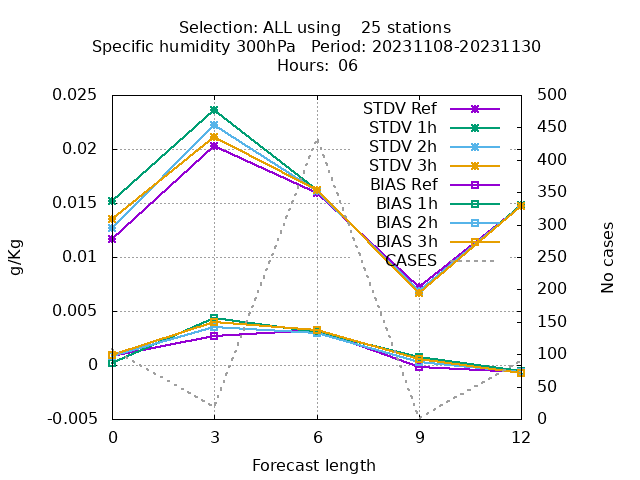 Selection: ALL using    25 stations
Specific humidity 300hPa   Period: 20231108-20231130
Hours:  06
0.025
0.02
0.015
0.01
0.005
0
-0.005
g/Kg
STDV Ref
STDV 1h
STDV 2h
STDV 3h
BIAS Ref
BIAS 1h
BIAS 2h
BIAS 3h
CASES
500
450
400
350
300
250
200
150
100
50
0
No cases
0 3 6 9 12
Forecast length